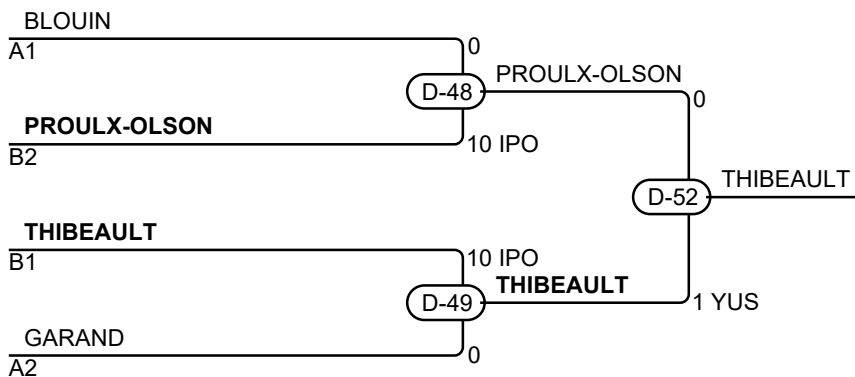 BLOUIN
A1
0
D-48
PROULX-OLSON
0
PROULX-OLSON
B2
10 IPO
D-52
THIBEAULT
THIBEAULT
B1
10 IPO
D-49
THIBEAULT
1 YUS
GARAND
A2
0